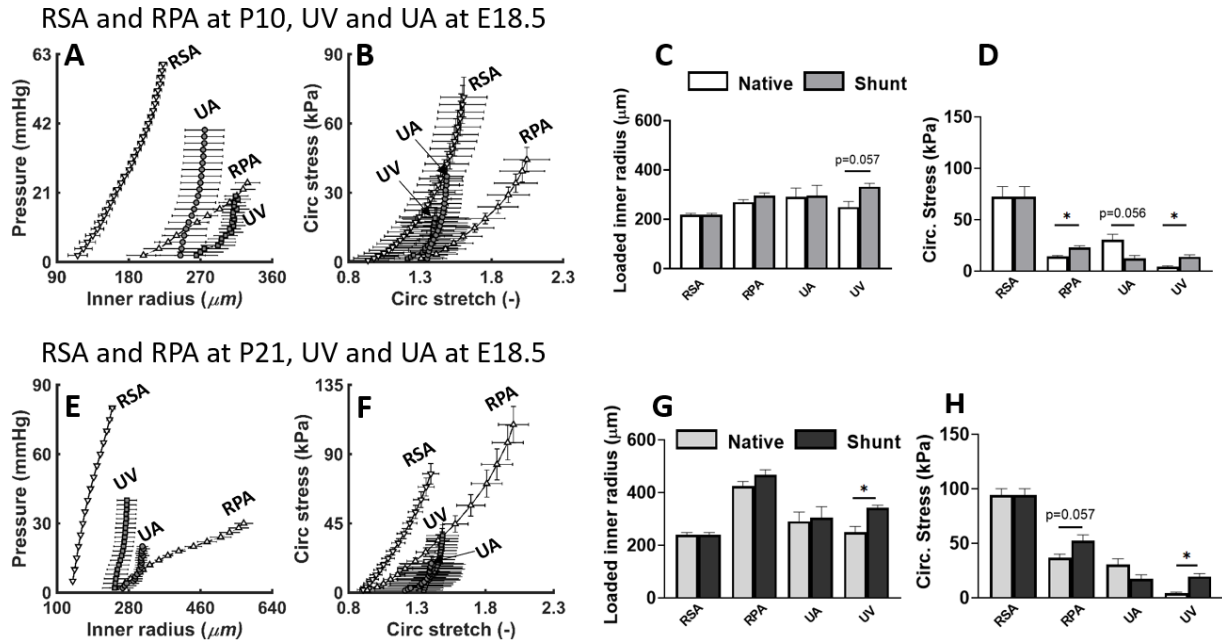 RSA and RPA at P10, UV and UA at E18.5
A
Pressure (mmHg)
63
42
21
0
RSA
UA
RPA
UV
90 180 270 360
Inner radius (μm)
B
Circ stress (kPa)
90
60
30
0
RSA
UA
RPA
UV
0.8 1.3 1.8 2.3
Circ stretch (-)
C
Native Shunt
Loaded inner radius (μm)
600
400
200
0
p=0.057
RSA RPA UA UV
D
Circ. Stress (kPa)
150
100
50
0
* p=0.056 *
RSA RPA UA UV
RSA and RPA at P21, UV and UA at E18.5
E
Pressure (mmHg)
90
60
30
0
RSA
UV
UA
RPA
100 280 460 640
Inner radius (μm)
F
Circ stress (kPa)
135
90
45
0
RPA
RSA
UV
UA
0.8 1.3 1.8 2.3
Circ stretch (-)
G
Native Shunt
Loaded inner radius (μm)
600
400
200
0
*
RSA RPA UA UV
H
Circ. Stress (kPa)
150
100
50
0
p=0.057
*
RSA RPA UA UV